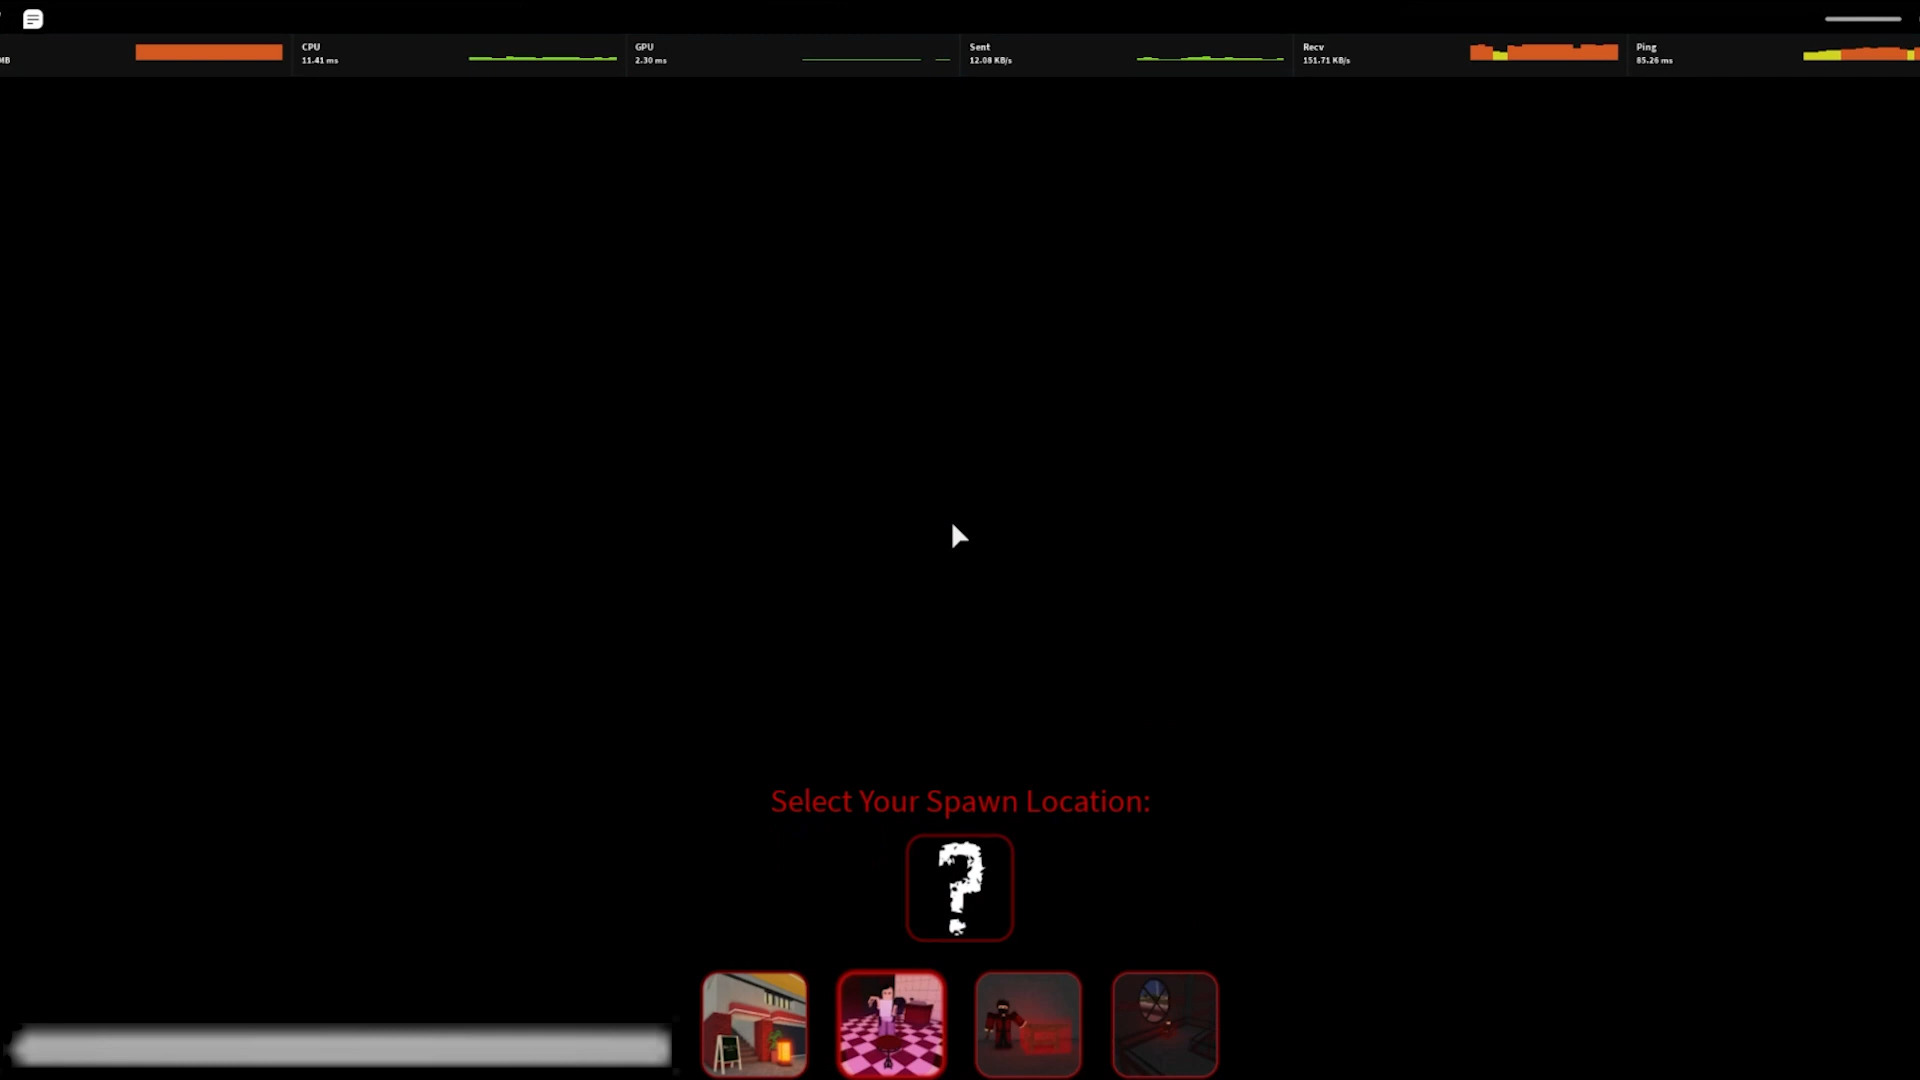 MB
CPU
11.41 ms
GPU
2.30 ms
Sent
12.08 KB/s
Recv
151.71 KB/s
Ping
85.26 ms
Select Your Spawn Location:
?